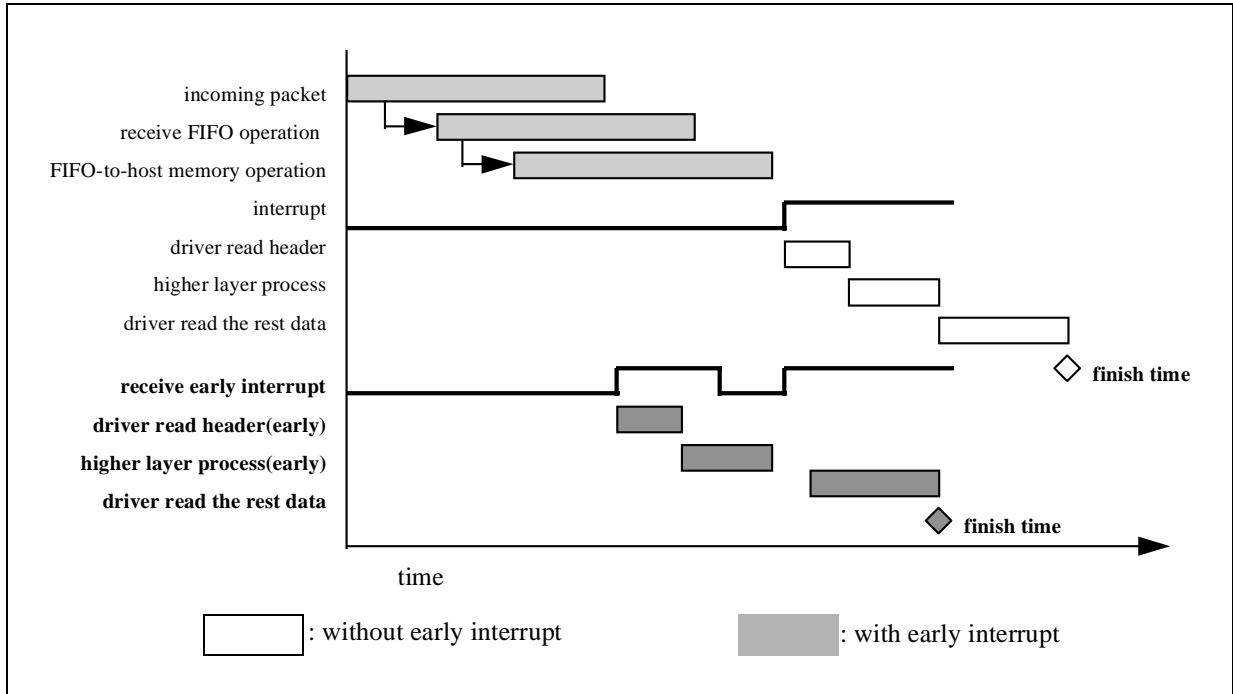 incoming packet
receive FIFO operation
FIFO-to-host memory operation
interrupt
driver read header
higher layer process
driver read the rest data
finish time
receive early interrupt
driver read header(early)
higher layer process(early)
driver read the rest data
finish time
time
: without early interrupt
: with early interrupt